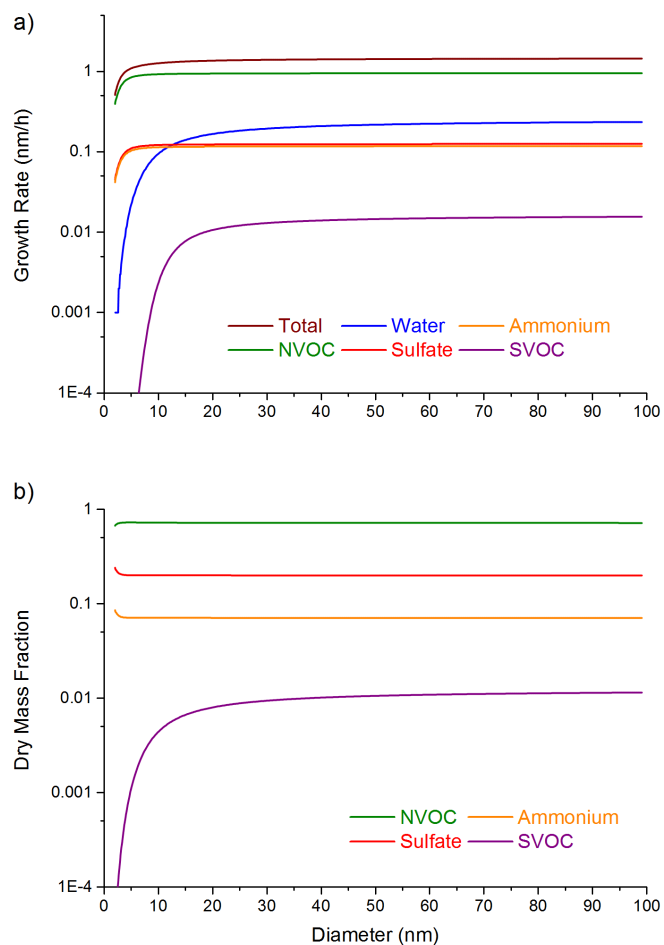 a)
Growth Rate (nm/h)
1
0.1
0.01
0.001
1E-4
Total Water Ammonium
NVOC Sulfate SVOC
0 10 20 30 40 50 60 70 80 90 100
b)
Dry Mass Fraction
1
0.1
0.01
0.001
1E-4
NVOC Ammonium
Sulfate SVOC
0 10 20 30 40 50 60 70 80 90 100
Diameter (nm)